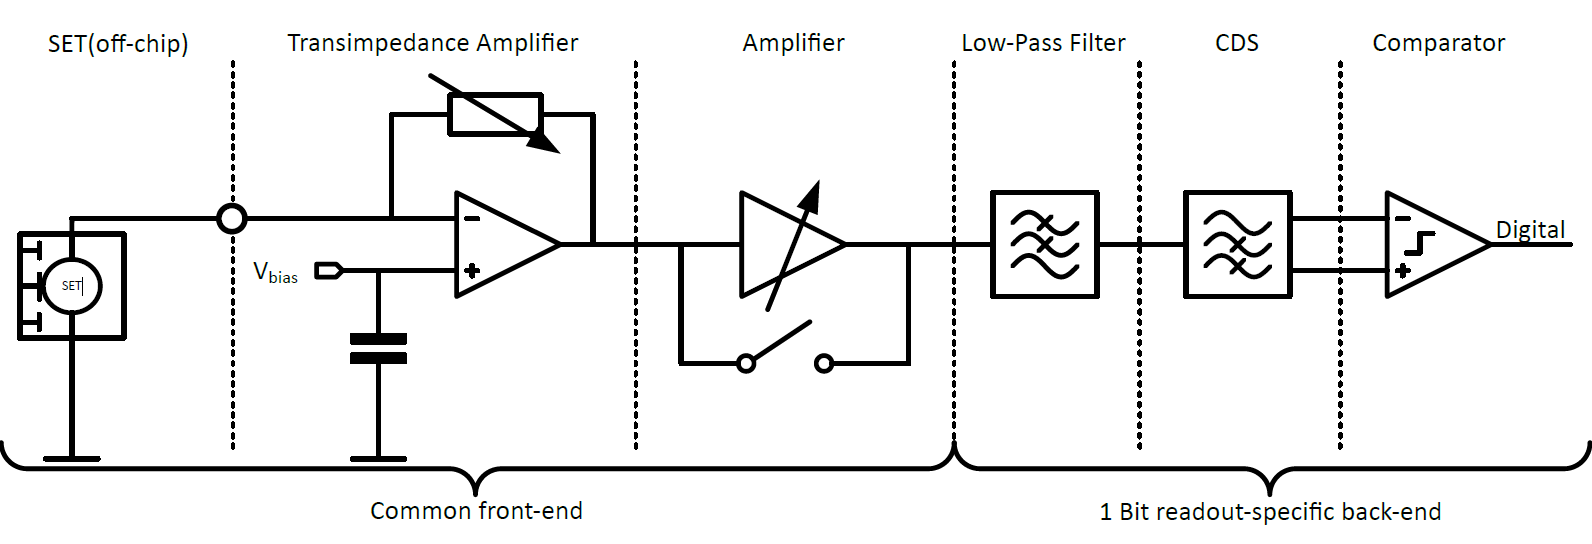 SET(off-chip)
Transimpedance Amplifier
Amplifier
Low-Pass Filter
CDS
Comparator
SET
Vbias
Digital
Common front-end
1 Bit readout-specific back-end